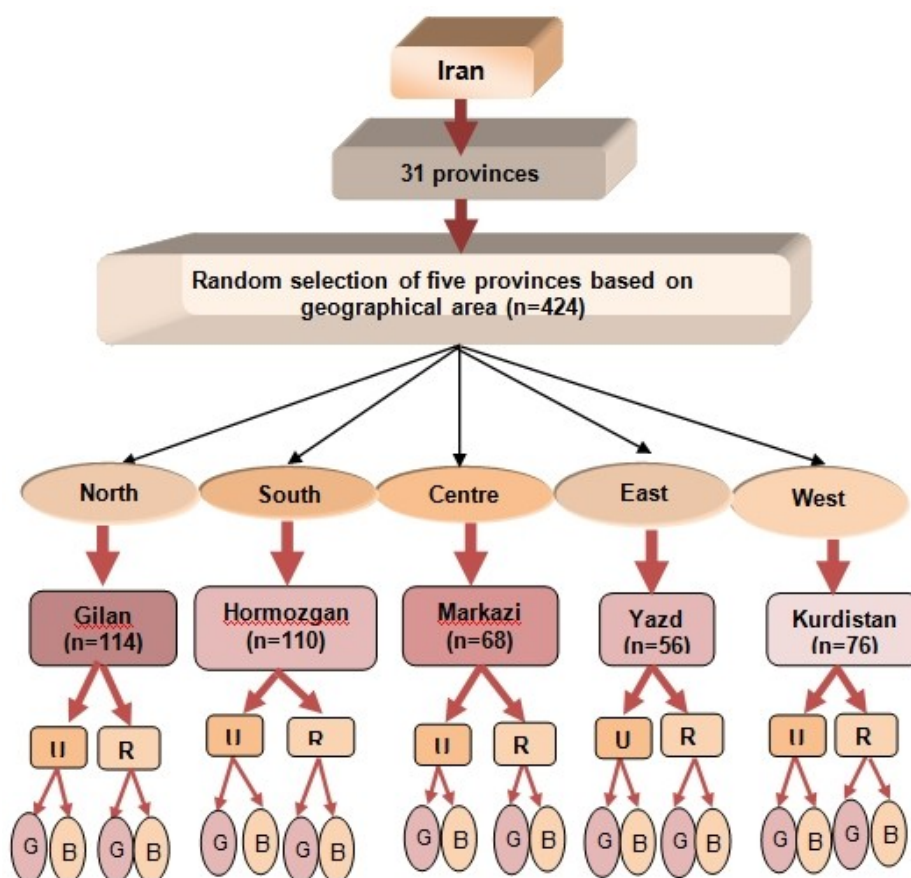 Iran
31 provinces
Random selection of five provinces based on
geographical area (n=424)
North South Centre East West
Gilan Hormozgan Markazi Yazd Kurdistan
(n=114) (n=110) (n=68) (n=56) (n=76)
U R U R U R U R U R
G B G B G B G B G B G B G B G B G B G B